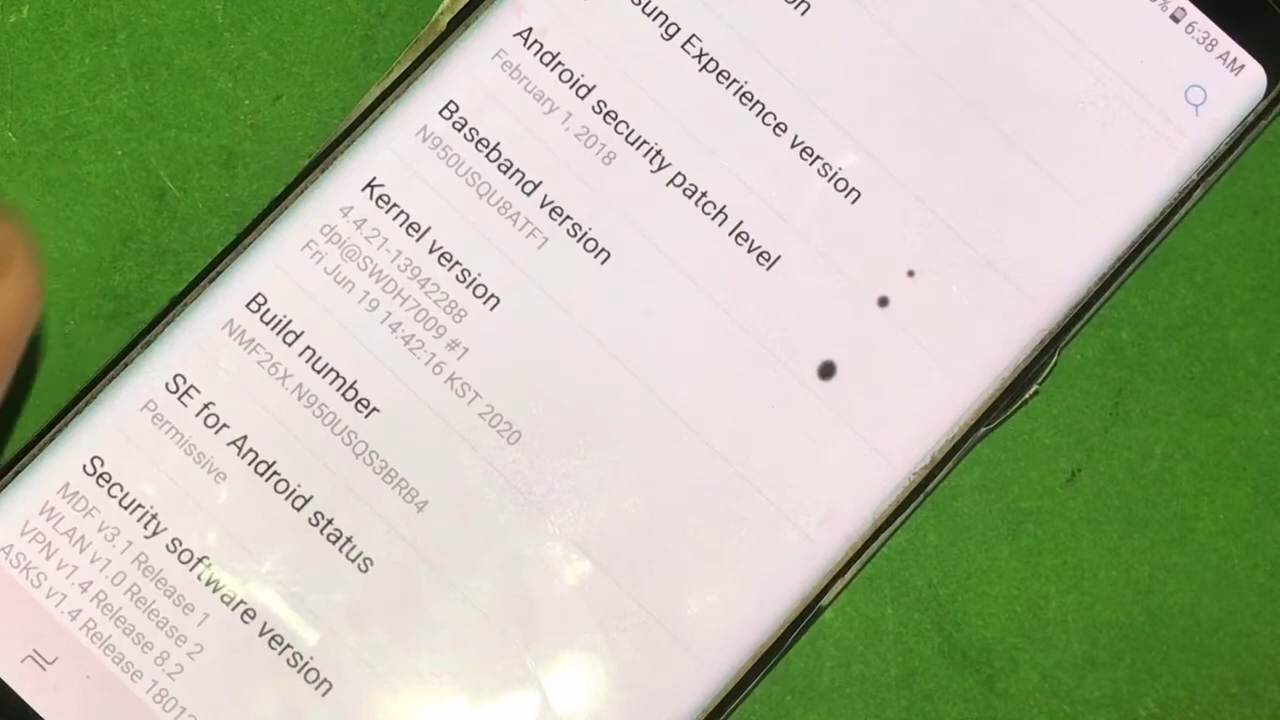 6:38 AM
Experience version
Android security patch level
February 1, 2018
Baseband version
N950USQU8ATF1
Kernel version
4.4.21-13942288
dpi@SWDH7009 #1
Fri Jun 19 14:42:16 KST 2020
Build number
NMF26X.N950USQS3BRB4
SE for Android status
Permissive
Security software version
MDF v3.1 Release 1
WLAN v1.0 Release 2
VPN v1.4 Release 8.2
ASKS v1.4 Release